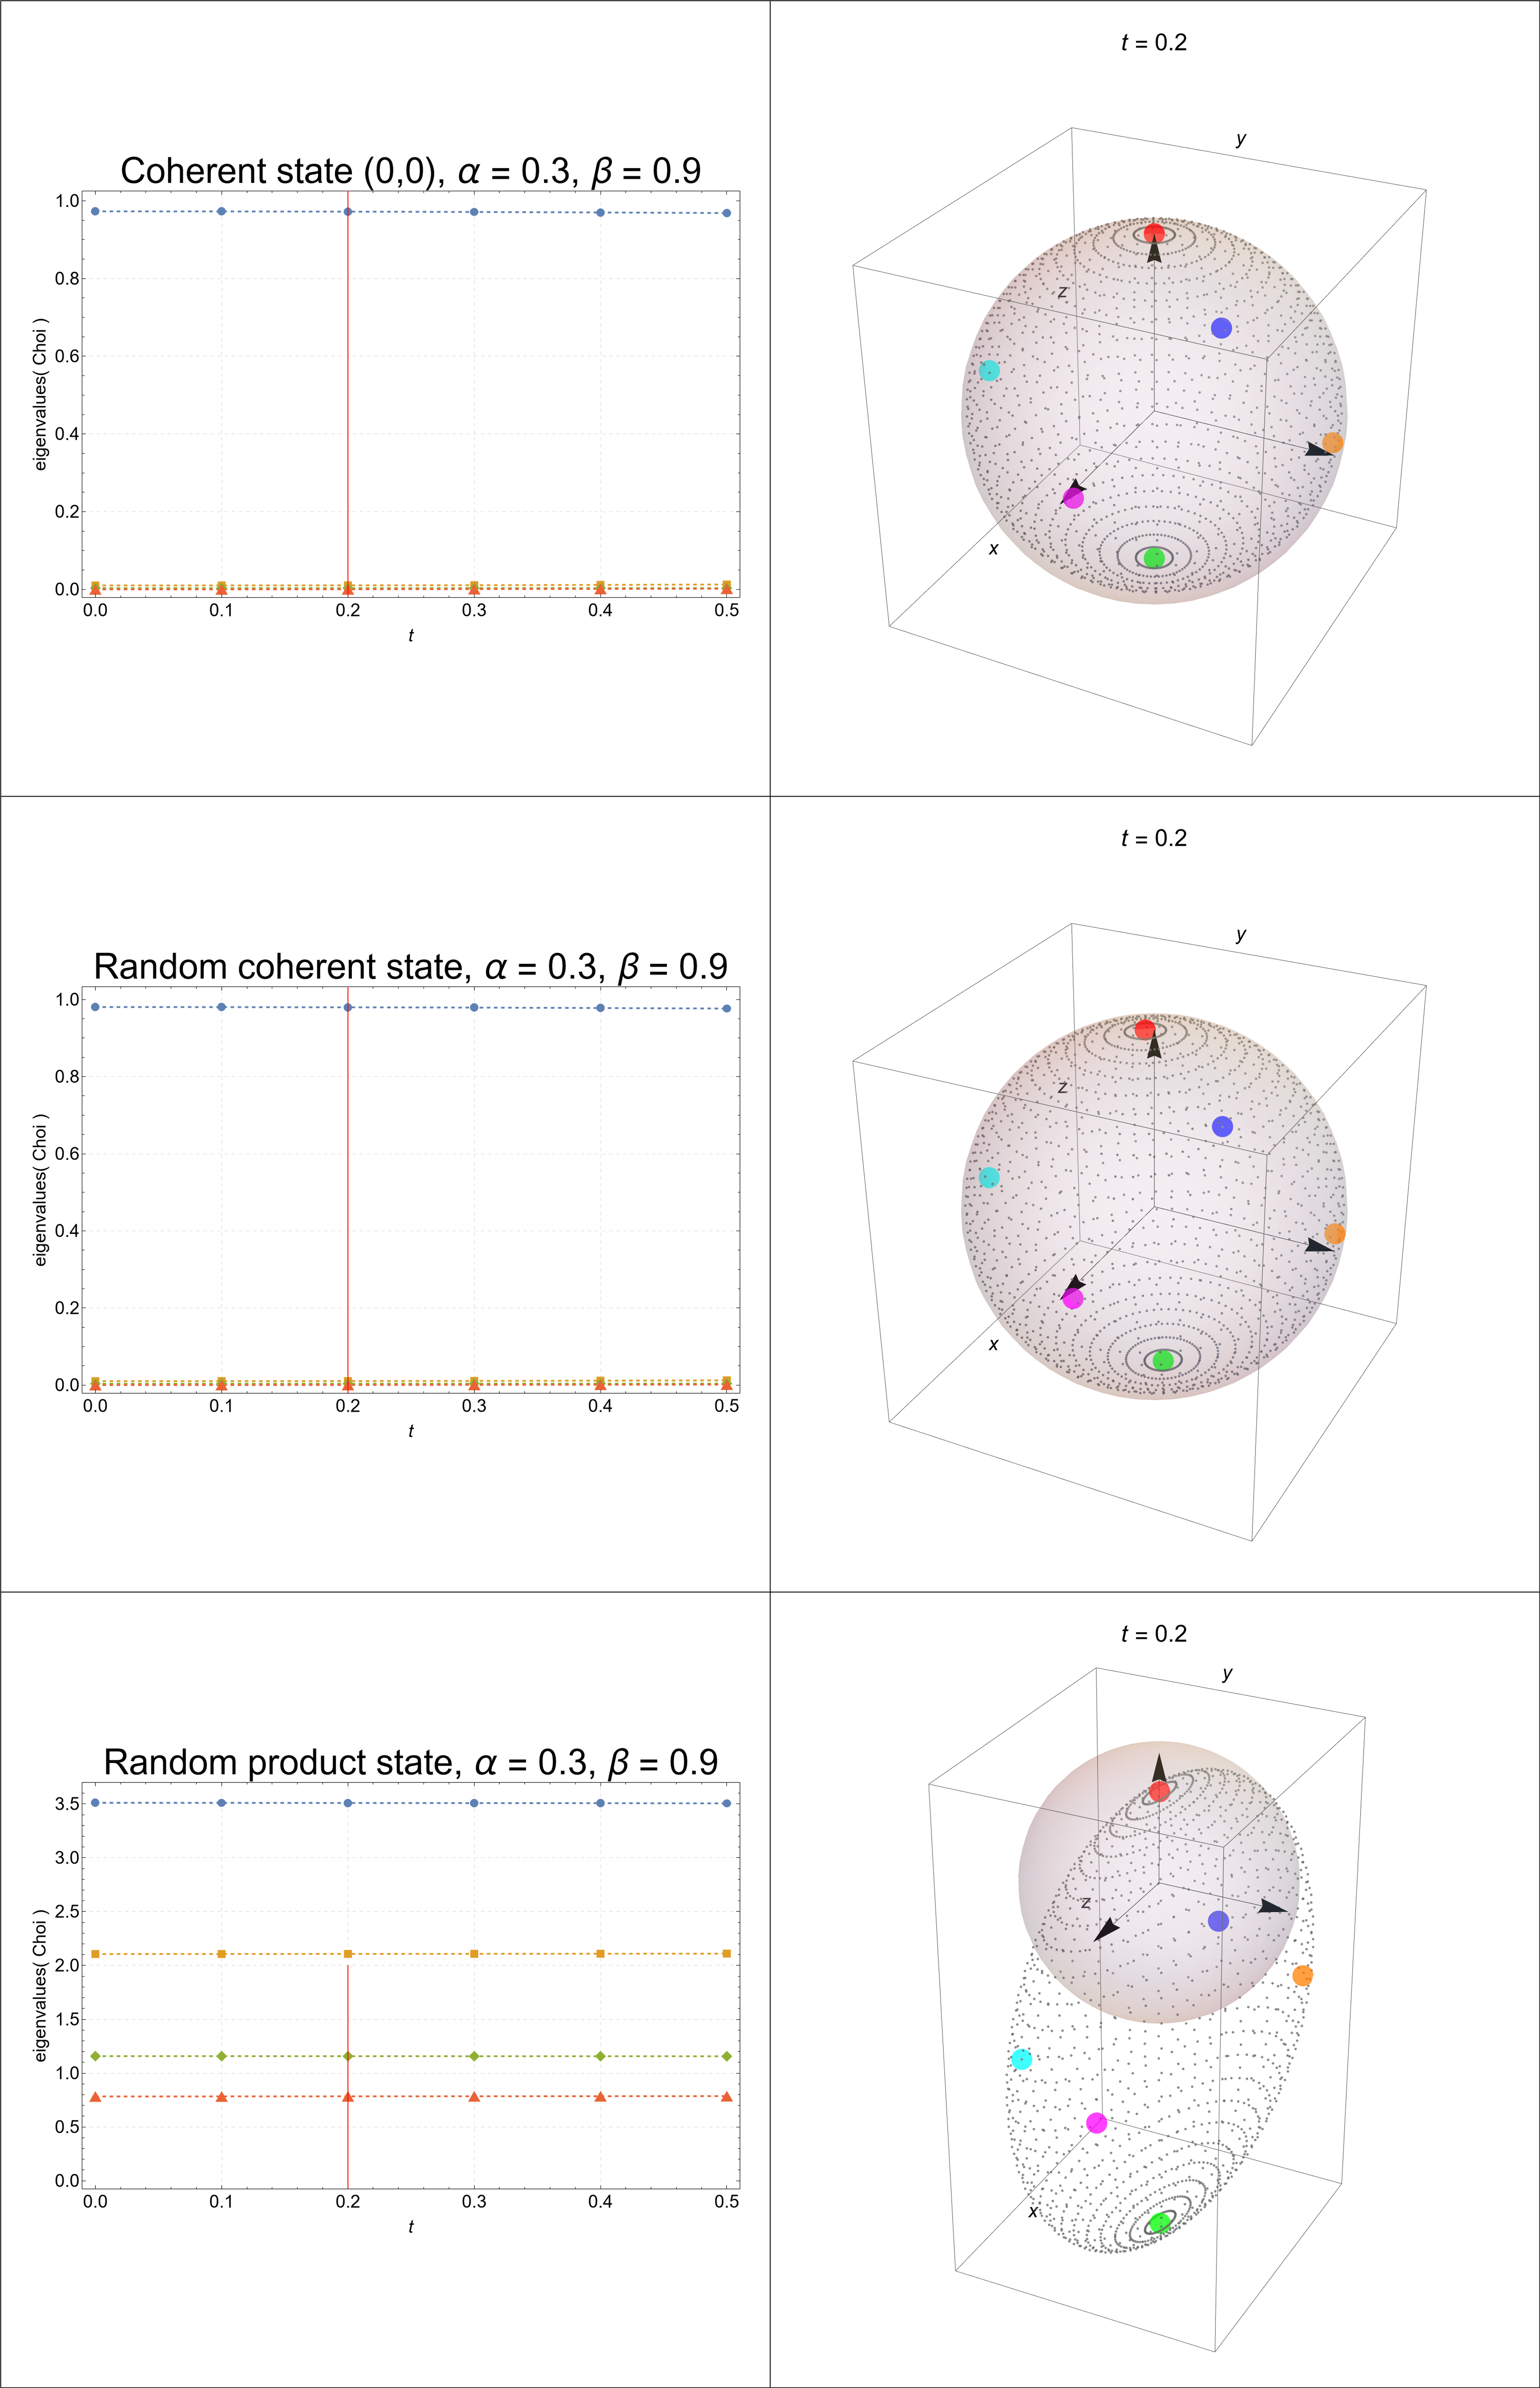 t = 0.2
y
z
x
Coherent state (0,0), α = 0.3, β = 0.9
eigenvalues( Choi )
1.0
0.8
0.6
0.4
0.2
0.0
0.0 0.1 0.2 0.3 0.4 0.5
t
t = 0.2
y
z
x
Random coherent state, α = 0.3, β = 0.9
eigenvalues( Choi )
1.0
0.8
0.6
0.4
0.2
0.0
0.0 0.1 0.2 0.3 0.4 0.5
t
t = 0.2
y
z
x
Random product state, α = 0.3, β = 0.9
eigenvalues( Choi )
3.5
3.0
2.5
2.0
1.5
1.0
0.5
0.0
0.0 0.1 0.2 0.3 0.4 0.5
t